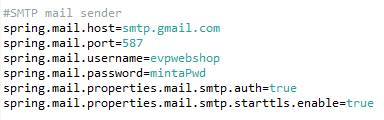 #SMTP mail sender
spring.mail.host=smtp.gmail.com
spring.mail.port=587
spring.mail.username=evpwebshop
spring.mail.password=mintaPwd
spring.mail.properties.mail.smtp.auth=true
spring.mail.properties.mail.smtp.starttls.enable=true